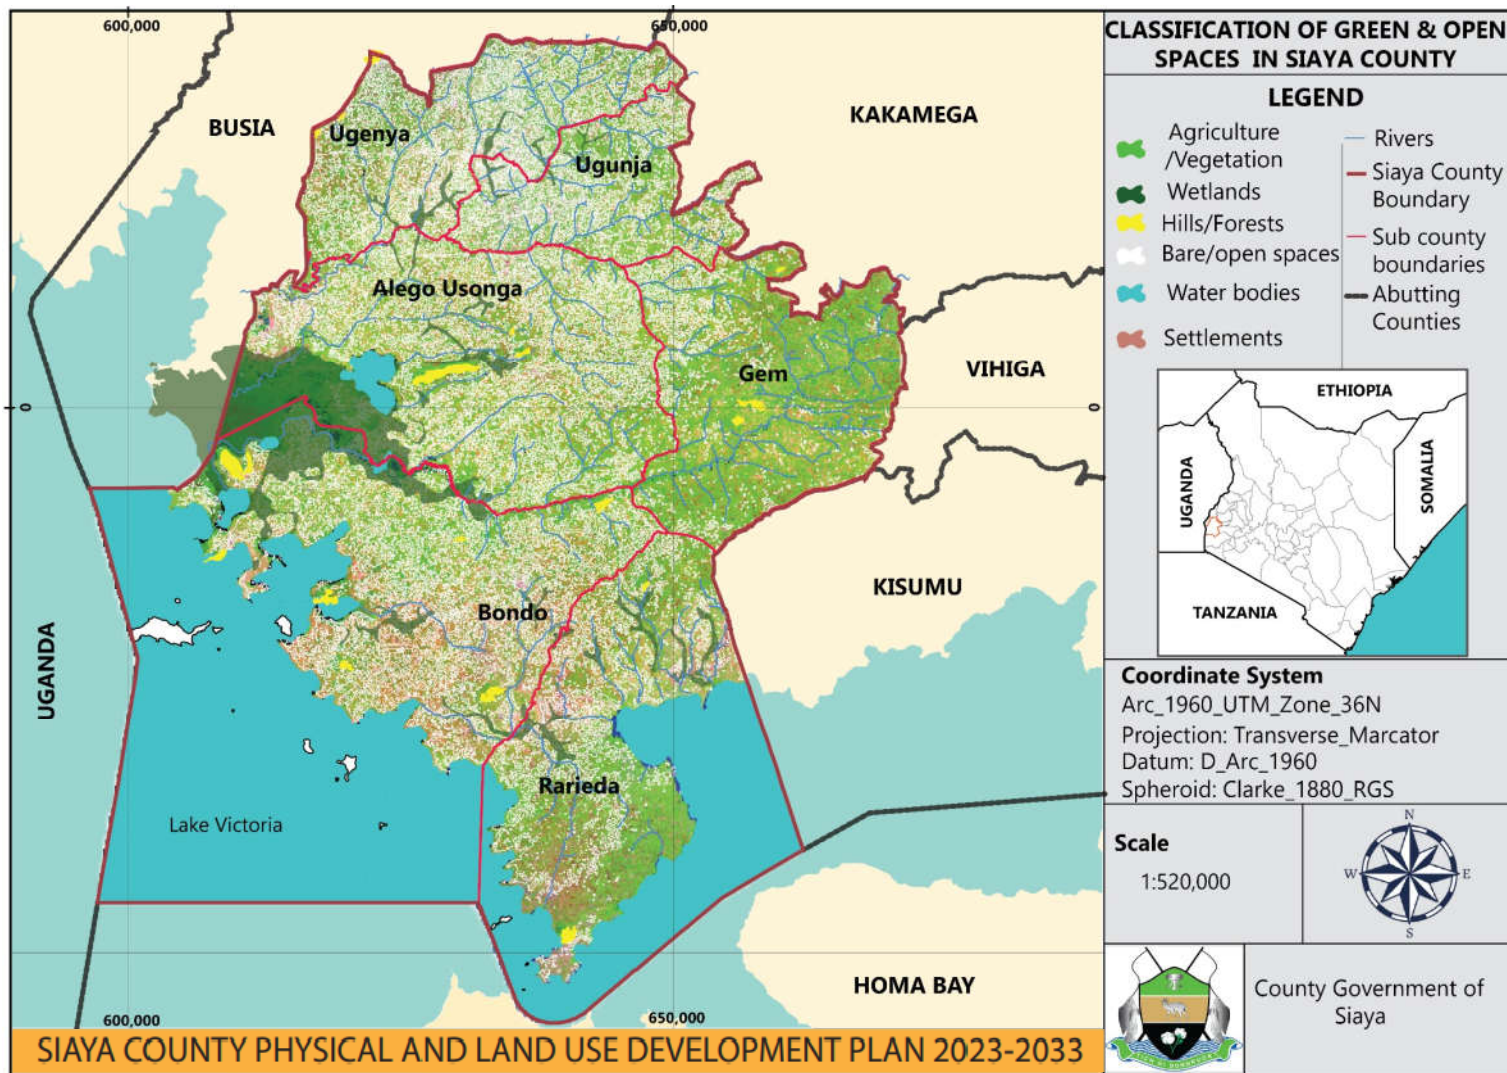 600,000
650,000
BUSIA
Ugenya
KAKAMEGA
Ugunja
Alego Usonga
VIHIGA
Gem
0
0
KISUMU
Bondo
UGANDA
Rarieda
Lake Victoria
HOMA BAY
600,000
650,000
SIAYA COUNTY PHYSICAL AND LAND USE DEVELOPMENT PLAN 2023-2033
CLASSIFICATION OF GREEN & OPEN
SPACES IN SIAYA COUNTY
LEGEND
Agriculture
/Vegetation
Wetlands
Hills/Forests
Bare/open spaces
Water bodies
Settlements
Rivers
Siaya County
Boundary
Sub county
boundaries
Abutting
Counties
ETHIOPIA
UGANDA
SOMALIA
TANZANIA
Coordinate System
Arc_1960_UTM_Zone_36N
Projection: Transverse_Marcator
Datum: D_Arc_1960
Spheroid: Clarke_1880_RGS
Scale
1:520,000
N
W
E
S
County Government of
Siaya